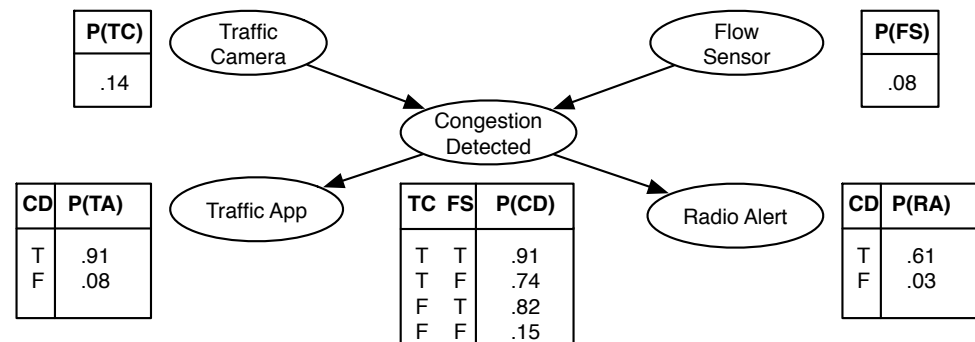 P(TC)
.14
Traffic
Camera
Flow
Sensor
P(FS)
.08
Congestion
Detected
CD P(TA)
T .91
F .08
Traffic App
TC FS P(CD)
T T .91
T F .74
F T .82
F F .15
Radio Alert
CD P(RA)
T .61
F .03